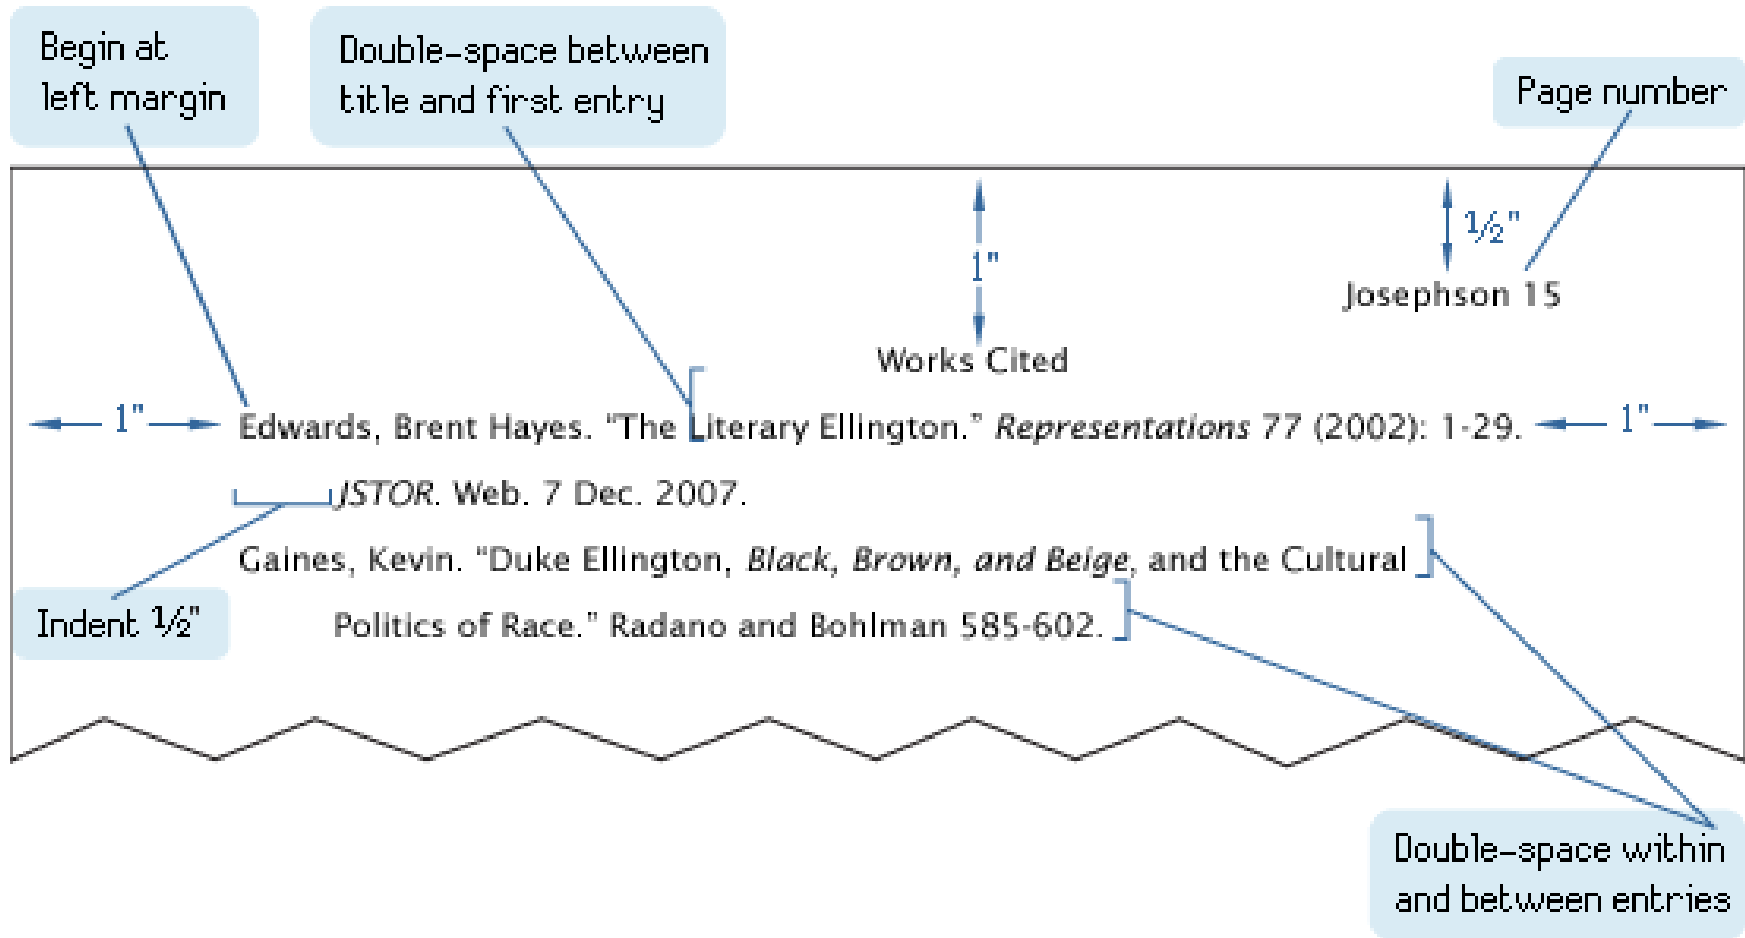 Begin at
left margin
Double-space between
title and first entry
Page number
½"
1"
Josephson 15
Works Cited
1"
Edwards, Brent Hayes. “The Literary Ellington.” Representations 77 (2002): 1-29.
1"
JSTOR. Web. 7 Dec. 2007.
Gaines, Kevin. “Duke Ellington, Black, Brown, and Beige, and the Cultural
Indent ½"
Politics of Race.” Radano and Bohlman 585-602.
Double-space within
and between entries